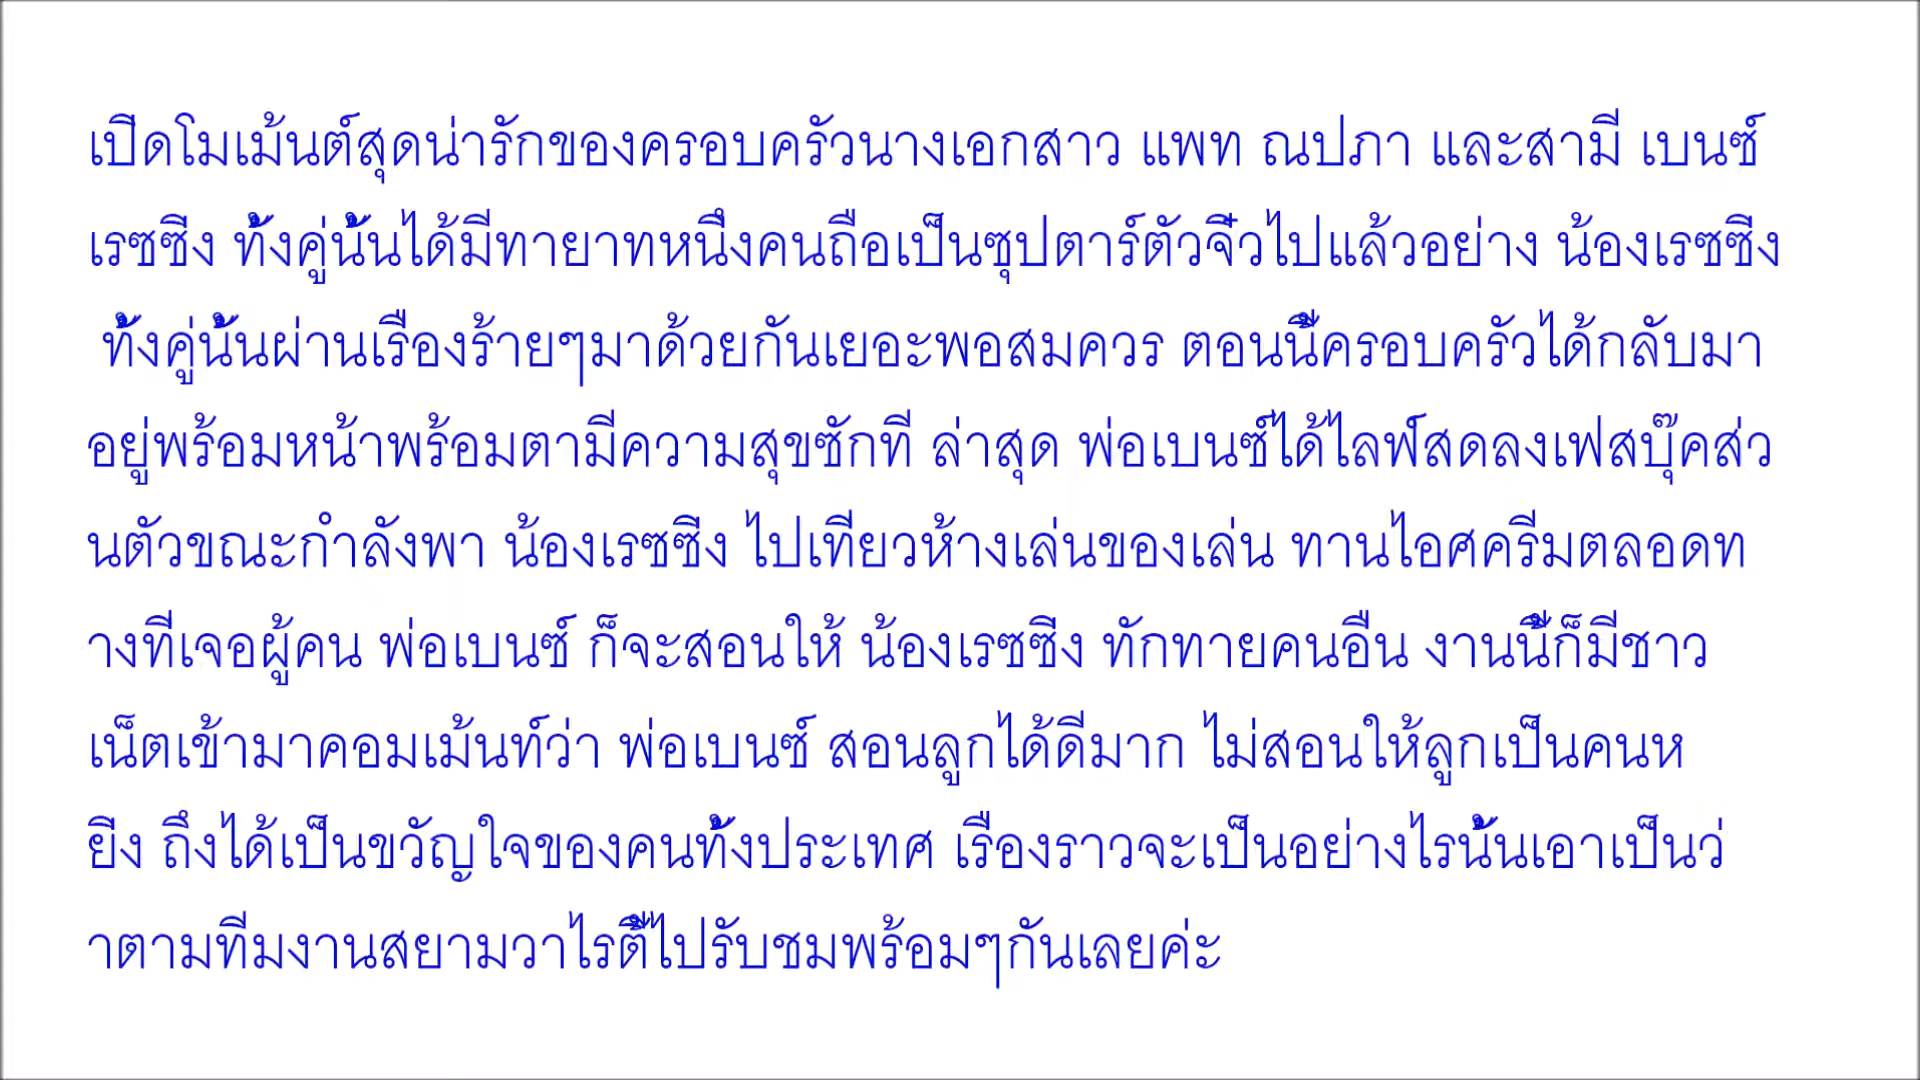 เปิดโมเม้นต์สุดน่ารักของครอบครัวนางเอกสาว แพท ณปภา และสามี เบนซ์
เรซซิ่ง ทั้งคู่นั้นได้มีทายาทหนึ่งคนถือเป็นซุปตาร์ตัวจิ๋วไปแล้วอย่าง น้องเรซซิ่ง
ทั้งคู่นั้นผ่านเรื่องร้ายๆมาด้วยกันเยอะพอสมควร ตอนนี้ครอบครัวได้กลับมา
อยู่พร้อมหน้าพร้อมตามีความสุขซักที ล่าสุด พ่อเบนซ์ได้ไลฟ์สดลงเฟสบุ๊คส่ว
นตัวขณะกำลังพา น้องเรซซิ่ง ไปเที่ยวห้างเล่นของเล่น ทานไอศครีมตลอดท
างที่เจอผู้คน พ่อเบนซ์ ก็จะสอนให้ น้องเรซซิ่ง ทักทายคนอื่น งานนี้ก็มีชาว
เน็ตเข้ามาคอมเม้นท์ว่า พ่อเบนซ์ สอนลูกได้ดีมาก ไม่สอนให้ลูกเป็นคนห
ยิ่ง ถึงได้เป็นขวัญใจของคนทั้งประเทศ เรื่องราวจะเป็นอย่างไรนั้นเอาเป็นว่
าตามทีมงานสยามวาไรตี้ไปรับชมพร้อมๆกันเลยค่ะ